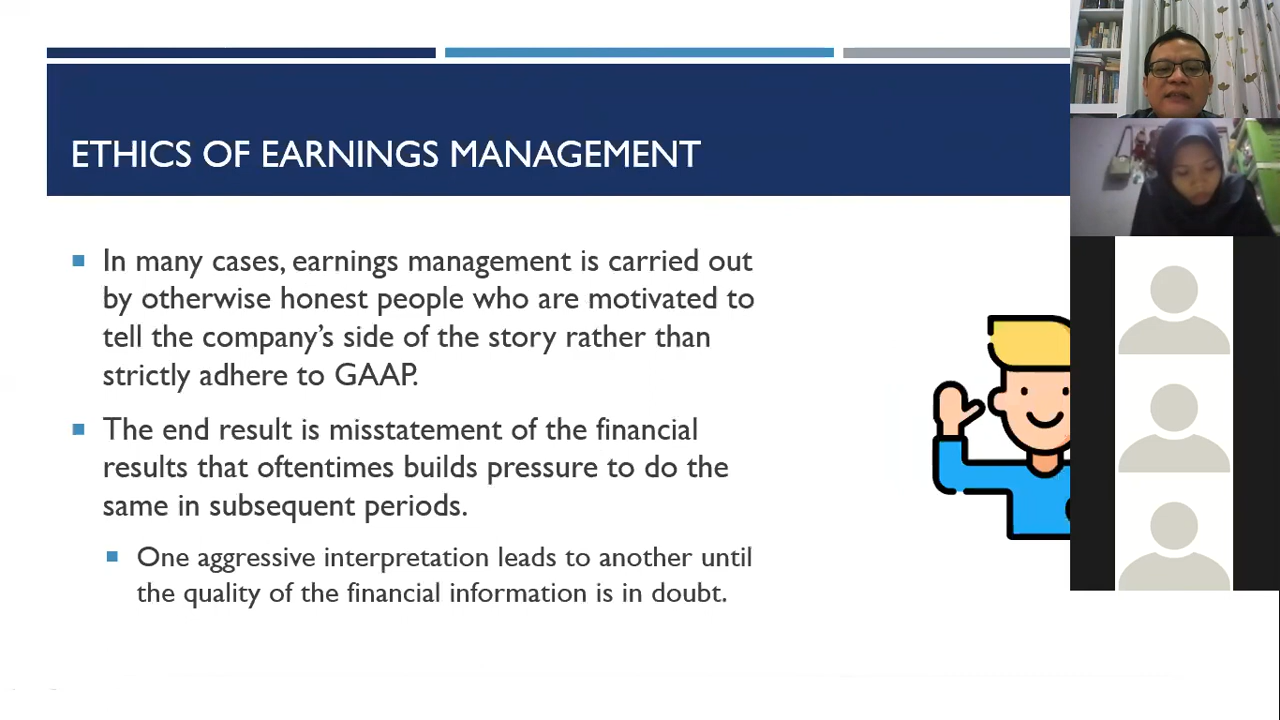 ETHICS OF EARNINGS MANAGEMENT
In many cases, earnings management is carried out
by otherwise honest people who are motivated to
tell the company’s side of the story rather than
strictly adhere to GAAP.
The end result is misstatement of the financial
results that oftentimes builds pressure to do the
same in subsequent periods.
One aggressive interpretation leads to another until
the quality of the financial information is in doubt.